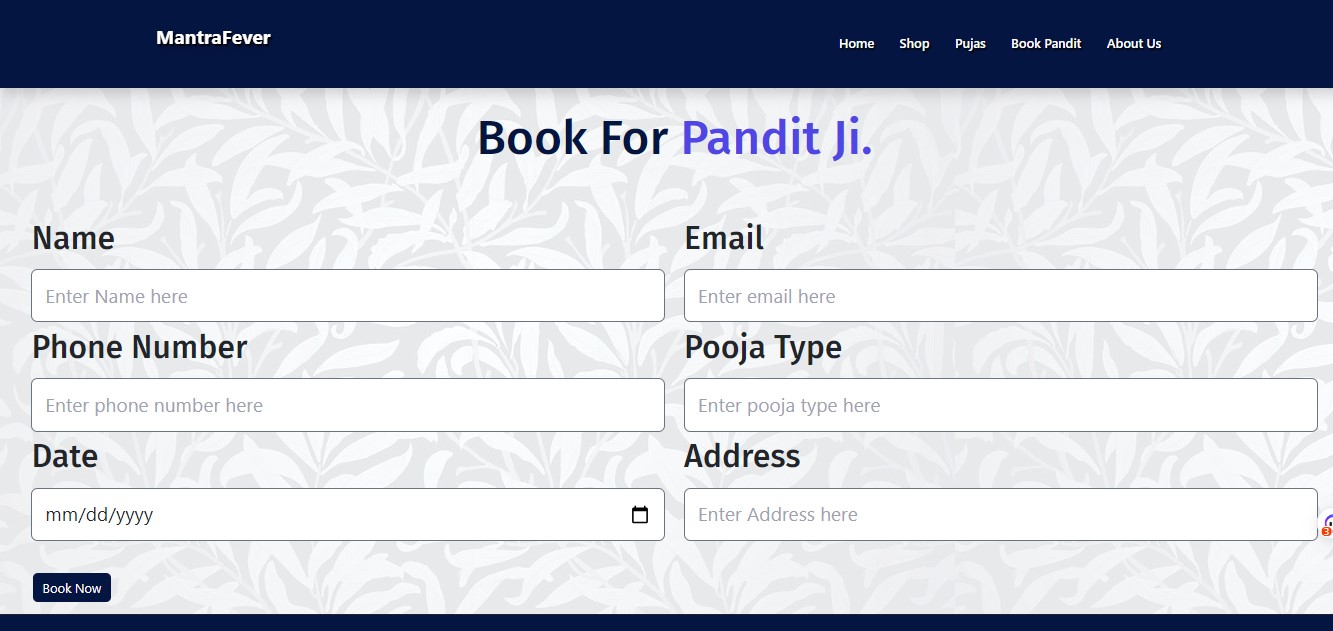 MantraFever
Home Shop Pujas Book Pandit About Us
Book For Pandit Ji.
Name Email
Enter Name here Enter email here
Phone Number Pooja Type
Enter phone number here Enter pooja type here
Date Address
mm/dd/yyyy Enter Address here
3
Book Now